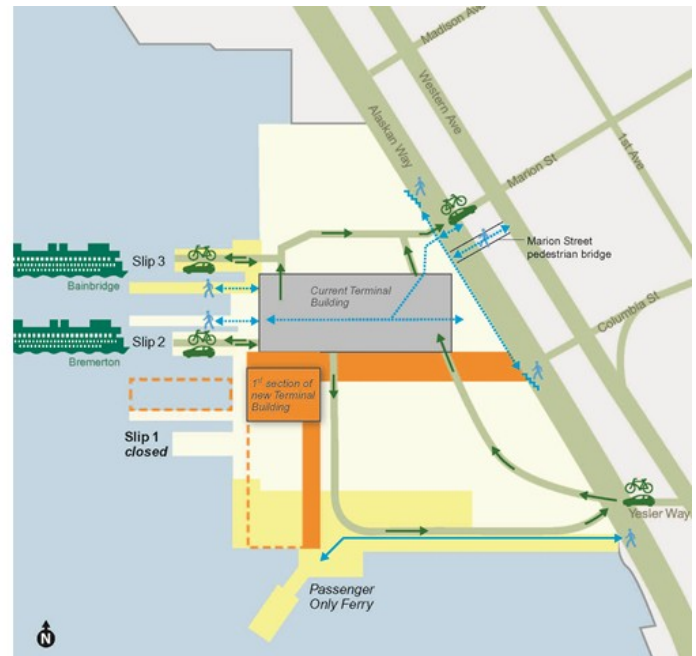 Madison Ave
Western Ave
Alaskan Way
1st Ave
Marion St
Marion Street
pedestrian bridge
Slip 3
Bainbridge
Current Terminal
Building
Columbia St
Slip 2
Bremerton
1st section of
new Terminal
Building
Slip 1
closed
Yesler Way
Passenger
Only Ferry
N